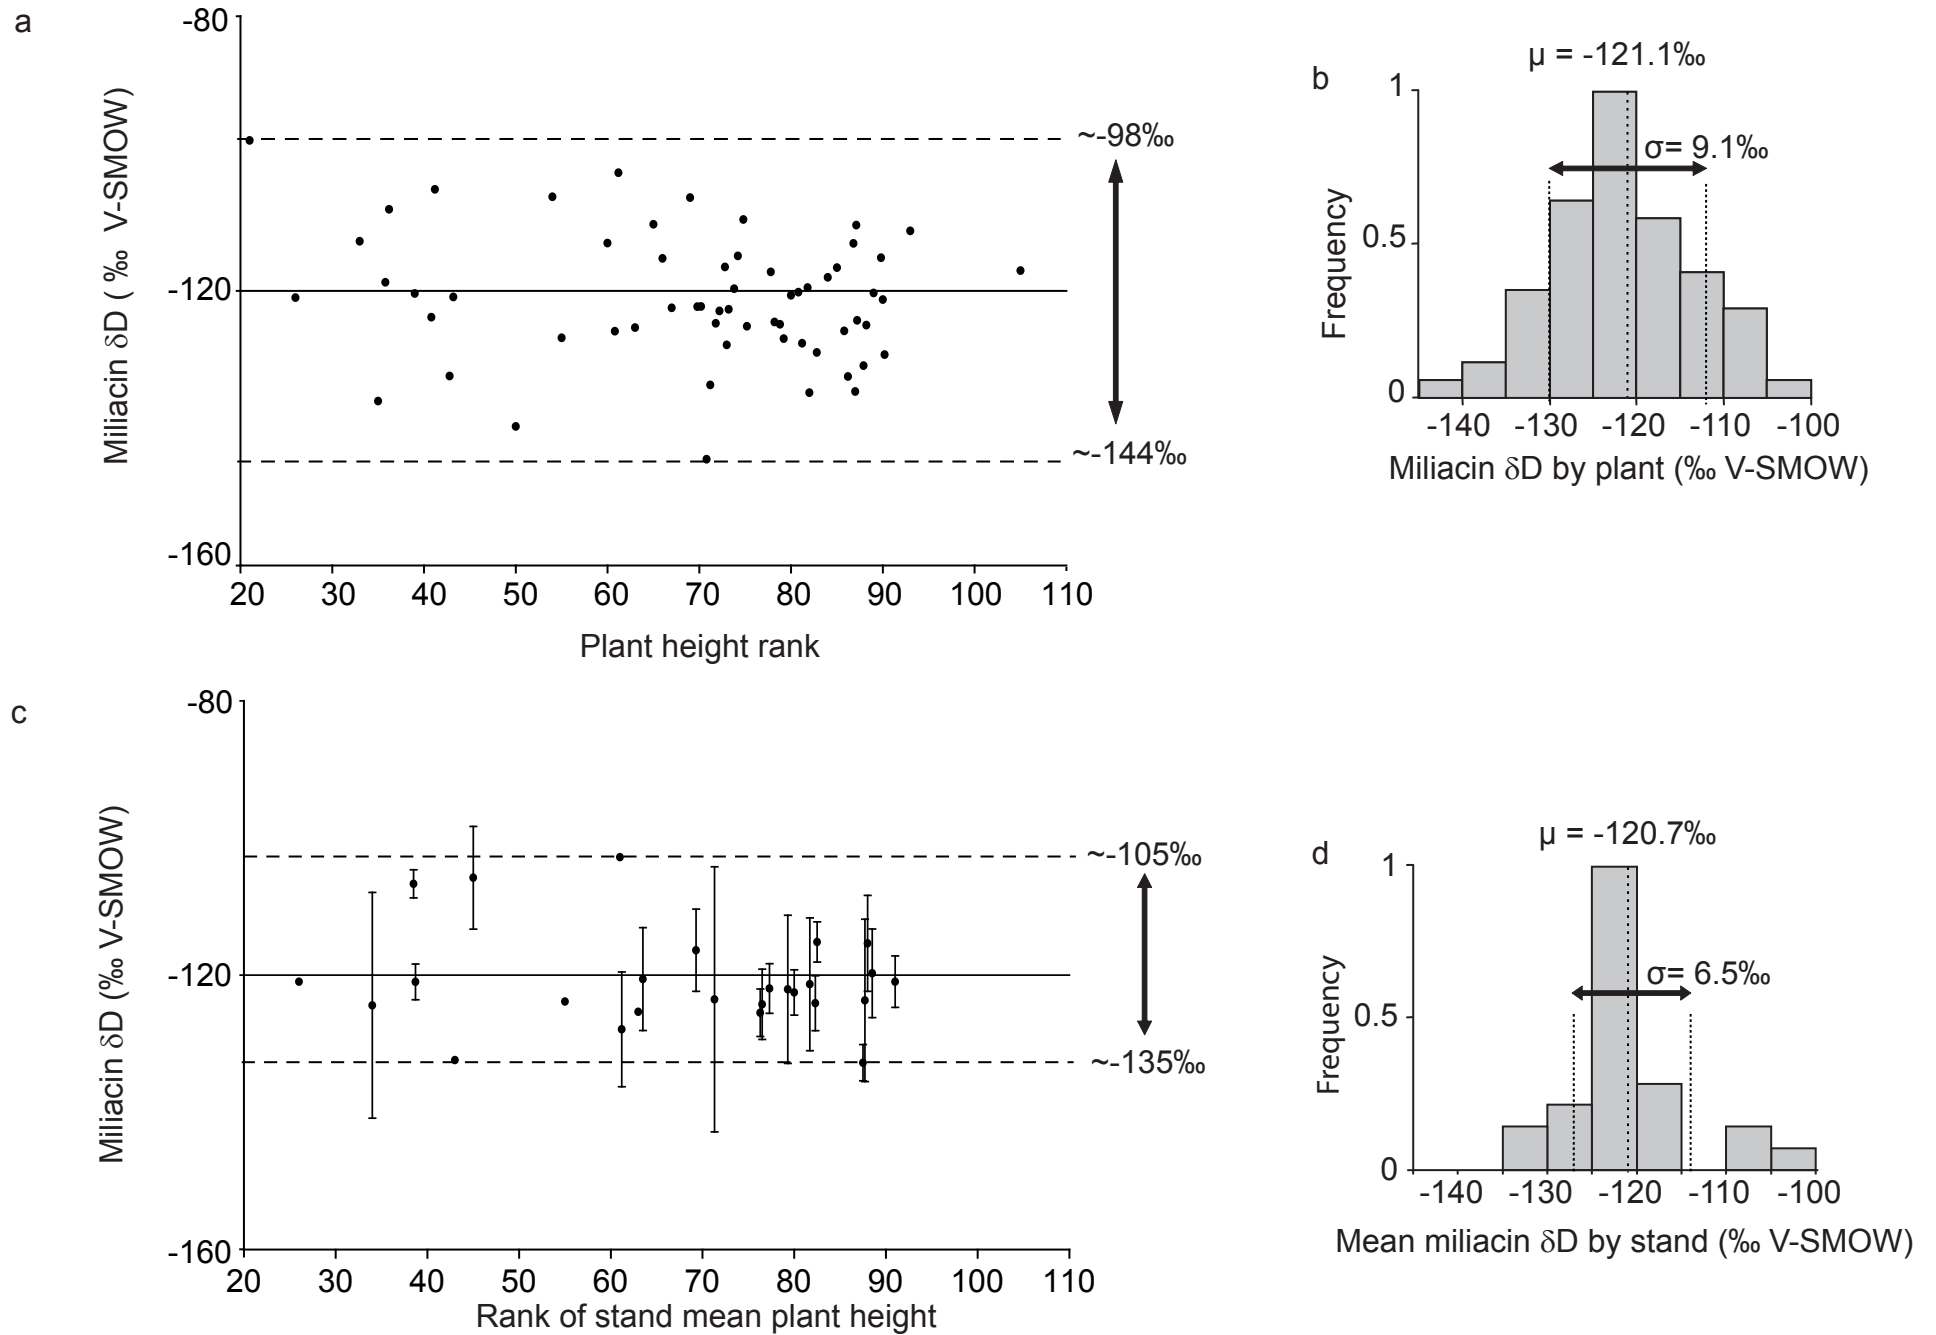 a
-80
-120
-160
Miliacin δD ( ‰ V-SMOW)
20 30 40 50 60 70 80 90 100 110
Plant height rank
~-98‰
~-144‰
b
μ = -121.1‰
σ= 9.1‰
1
0.5
0
Frequency
-140 -130 -120 -110 -100
Miliacin δD by plant (‰ V-SMOW)
c
-80
-120
-160
Miliacin δD (‰ V-SMOW)
20 30 40 50 60 70 80 90 100 110
Rank of stand mean plant height
~-105‰
~-135‰
d
μ = -120.7‰
σ= 6.5‰
1
0.5
0
Frequency
-140 -130 -120 -110 -100
Mean miliacin δD by stand (‰ V-SMOW)